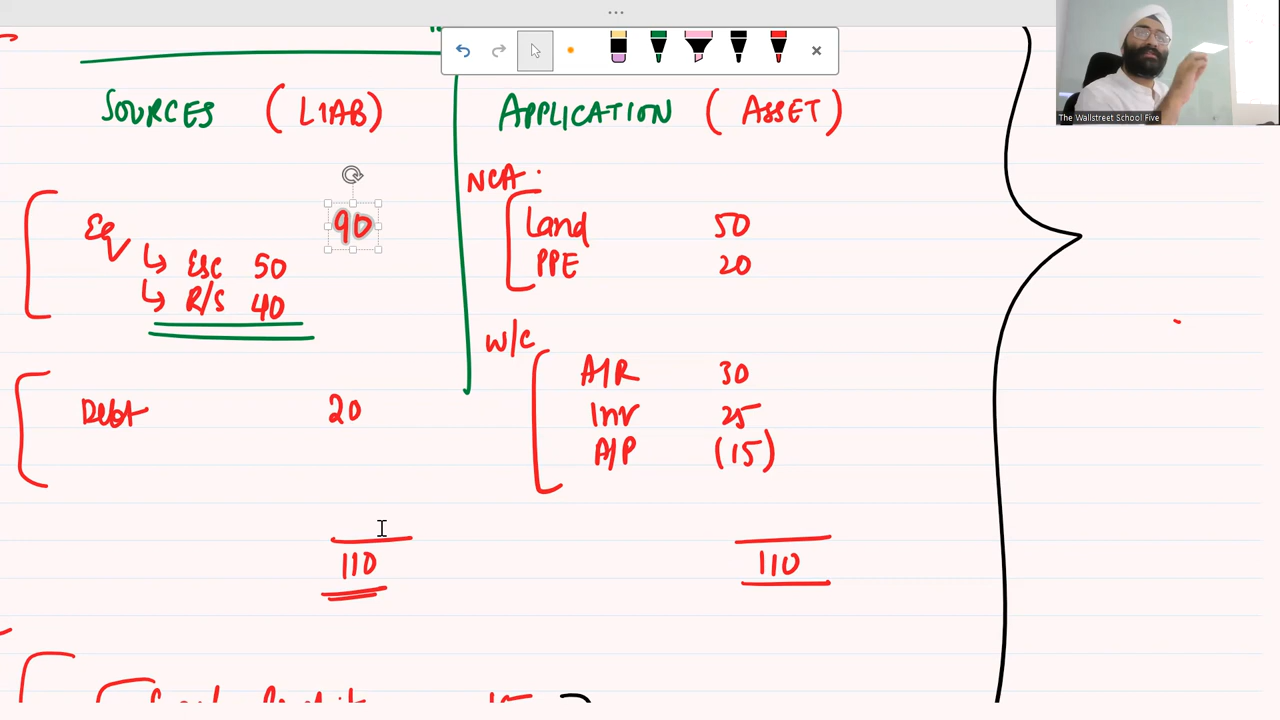 The Wallstreet School Five
SOURCES (LIAB)
Eq 90
↳ ESC 50
↳ R/S 40
Debt 20
110
APPLICATION (ASSET)
NCA.
Land 50
PPE 20
W/C
A/R 30
Inv 25
A/P (15)
110